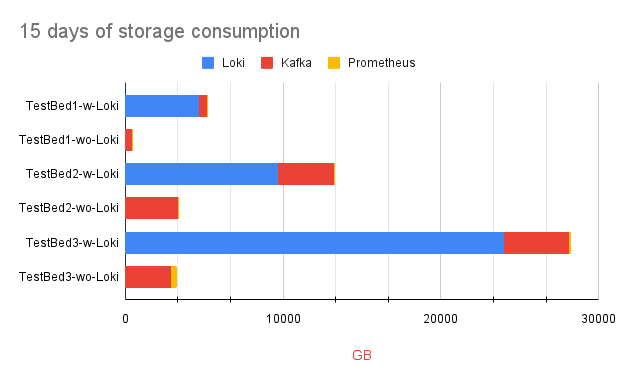 15 days of storage consumption
Loki Kafka Prometheus
TestBed1-w-Loki
TestBed1-wo-Loki
TestBed2-w-Loki
TestBed2-wo-Loki
TestBed3-w-Loki
TestBed3-wo-Loki
0 10000 20000 30000
GB